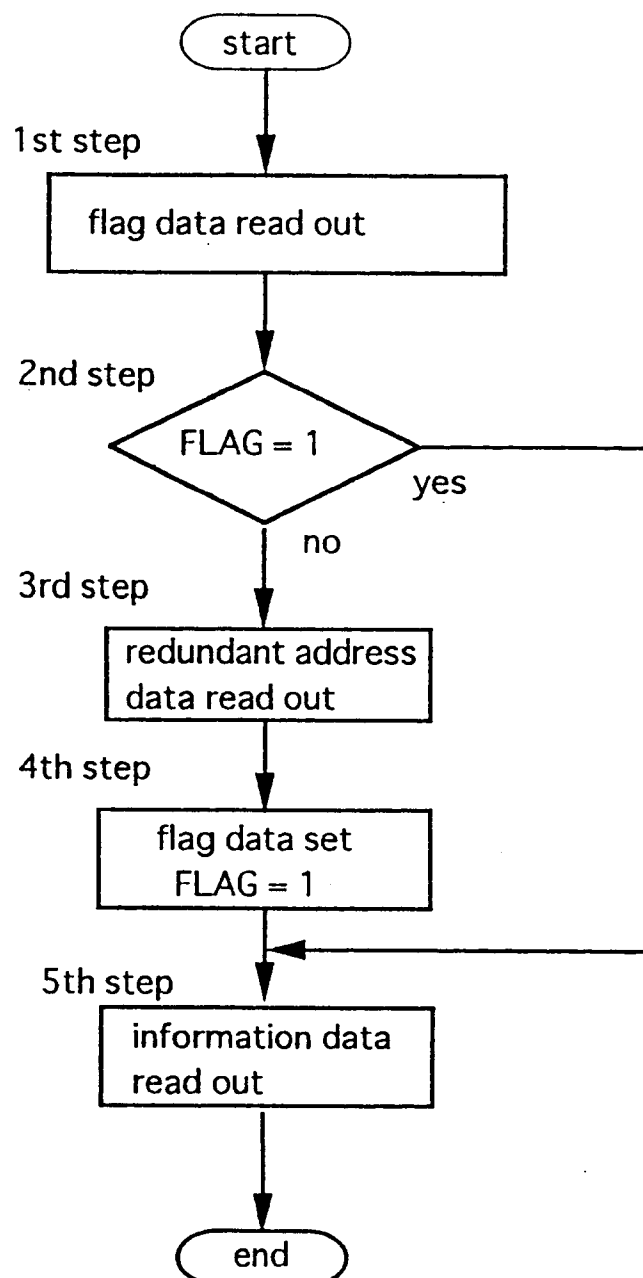 start
1st step
flag data read out
2nd step
FLAG = 1
yes
no
3rd step
redundant address
data read out
4th step
flag data set
FLAG = 1
5th step
information data
read out
end